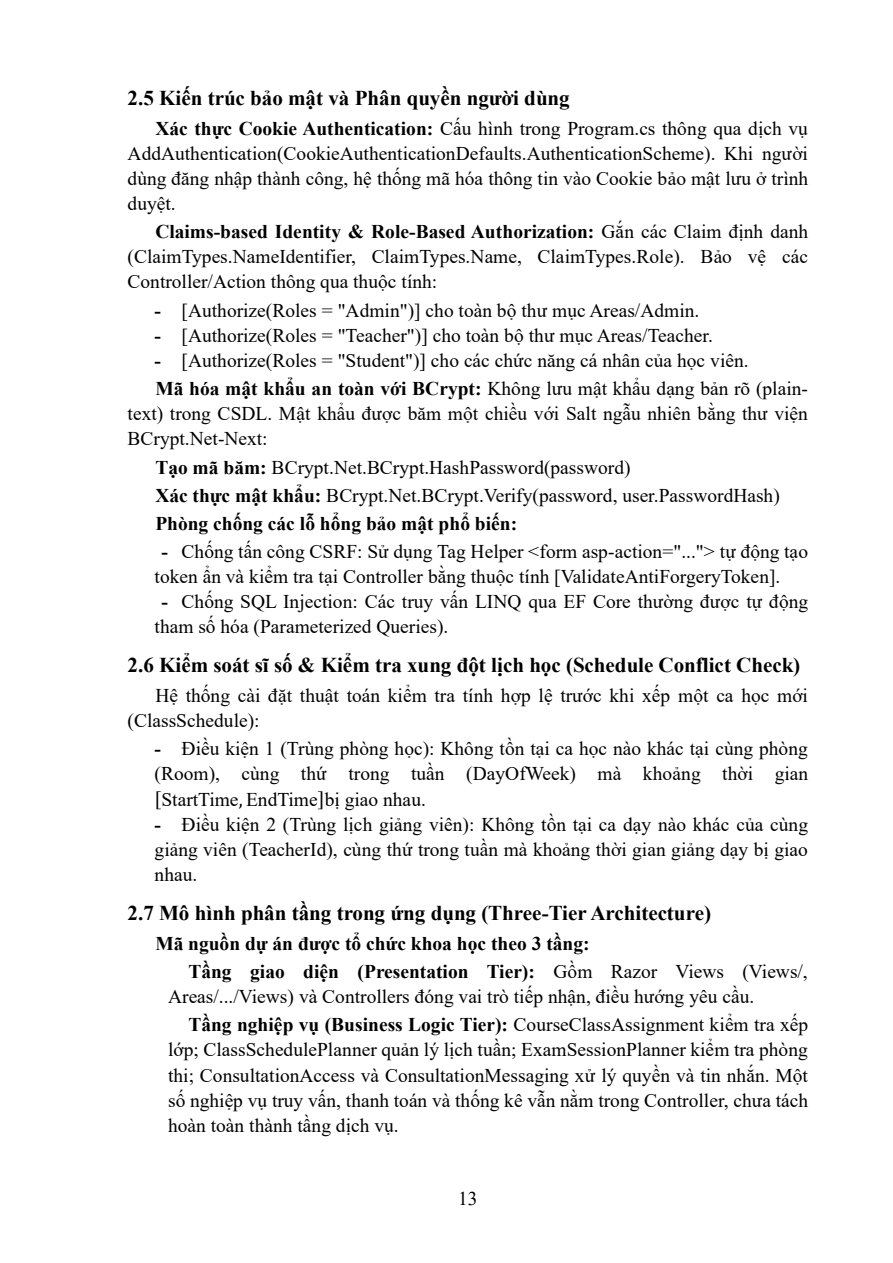 2.5 Kiến trúc bảo mật và Phân quyền người dùng
Xác thực Cookie Authentication: Cấu hình trong Program.cs thông qua dịch vụ
AddAuthentication(CookieAuthenticationDefaults.AuthenticationScheme). Khi người
dùng đăng nhập thành công, hệ thống mã hóa thông tin vào Cookie bảo mật lưu ở trình
duyệt.
Claims-based Identity & Role-Based Authorization: Gắn các Claim định danh
(ClaimTypes.NameIdentifier, ClaimTypes.Name, ClaimTypes.Role). Bảo vệ các
Controller/Action thông qua thuộc tính:
- [Authorize(Roles = "Admin")] cho toàn bộ thư mục Areas/Admin.
- [Authorize(Roles = "Teacher")] cho toàn bộ thư mục Areas/Teacher.
- [Authorize(Roles = "Student")] cho các chức năng cá nhân của học viên.
Mã hóa mật khẩu an toàn với BCrypt: Không lưu mật khẩu dạng bản rõ (plain-
text) trong CSDL. Mật khẩu được băm một chiều với Salt ngẫu nhiên bằng thư viện
BCrypt.Net-Next:
Tạo mã băm: BCrypt.Net.BCrypt.HashPassword(password)
Xác thực mật khẩu: BCrypt.Net.BCrypt.Verify(password, user.PasswordHash)
Phòng chống các lỗ hổng bảo mật phổ biến:
- Chống tấn công CSRF: Sử dụng Tag Helper <form asp-action="..."> tự động tạo
token ẩn và kiểm tra tại Controller bằng thuộc tính [ValidateAntiForgeryToken].
- Chống SQL Injection: Các truy vấn LINQ qua EF Core thường được tự động
tham số hóa (Parameterized Queries).
2.6 Kiểm soát sĩ số & Kiểm tra xung đột lịch học (Schedule Conflict Check)
Hệ thống cài đặt thuật toán kiểm tra tính hợp lệ trước khi xếp một ca học mới
(ClassSchedule):
- Điều kiện 1 (Trùng phòng học): Không tồn tại ca học nào khác tại cùng phòng
(Room), cùng thứ trong tuần (DayOfWeek) mà khoảng thời gian
[StartTime, EndTime]bị giao nhau.
- Điều kiện 2 (Trùng lịch giảng viên): Không tồn tại ca dạy nào khác của cùng
giảng viên (TeacherId), cùng thứ trong tuần mà khoảng thời gian giảng dạy bị giao
nhau.
2.7 Mô hình phân tầng trong ứng dụng (Three-Tier Architecture)
Mã nguồn dự án được tổ chức khoa học theo 3 tầng:
Tầng giao diện (Presentation Tier): Gồm Razor Views (Views/,
Areas/.../Views) và Controllers đóng vai trò tiếp nhận, điều hướng yêu cầu.
Tầng nghiệp vụ (Business Logic Tier): CourseClassAssignment kiểm tra xếp
lớp; ClassSchedulePlanner quản lý lịch tuần; ExamSessionPlanner kiểm tra phòng
thi; ConsultationAccess và ConsultationMessaging xử lý quyền và tin nhắn. Một
số nghiệp vụ truy vấn, thanh toán và thống kê vẫn nằm trong Controller, chưa tách
hoàn toàn thành tầng dịch vụ.
13